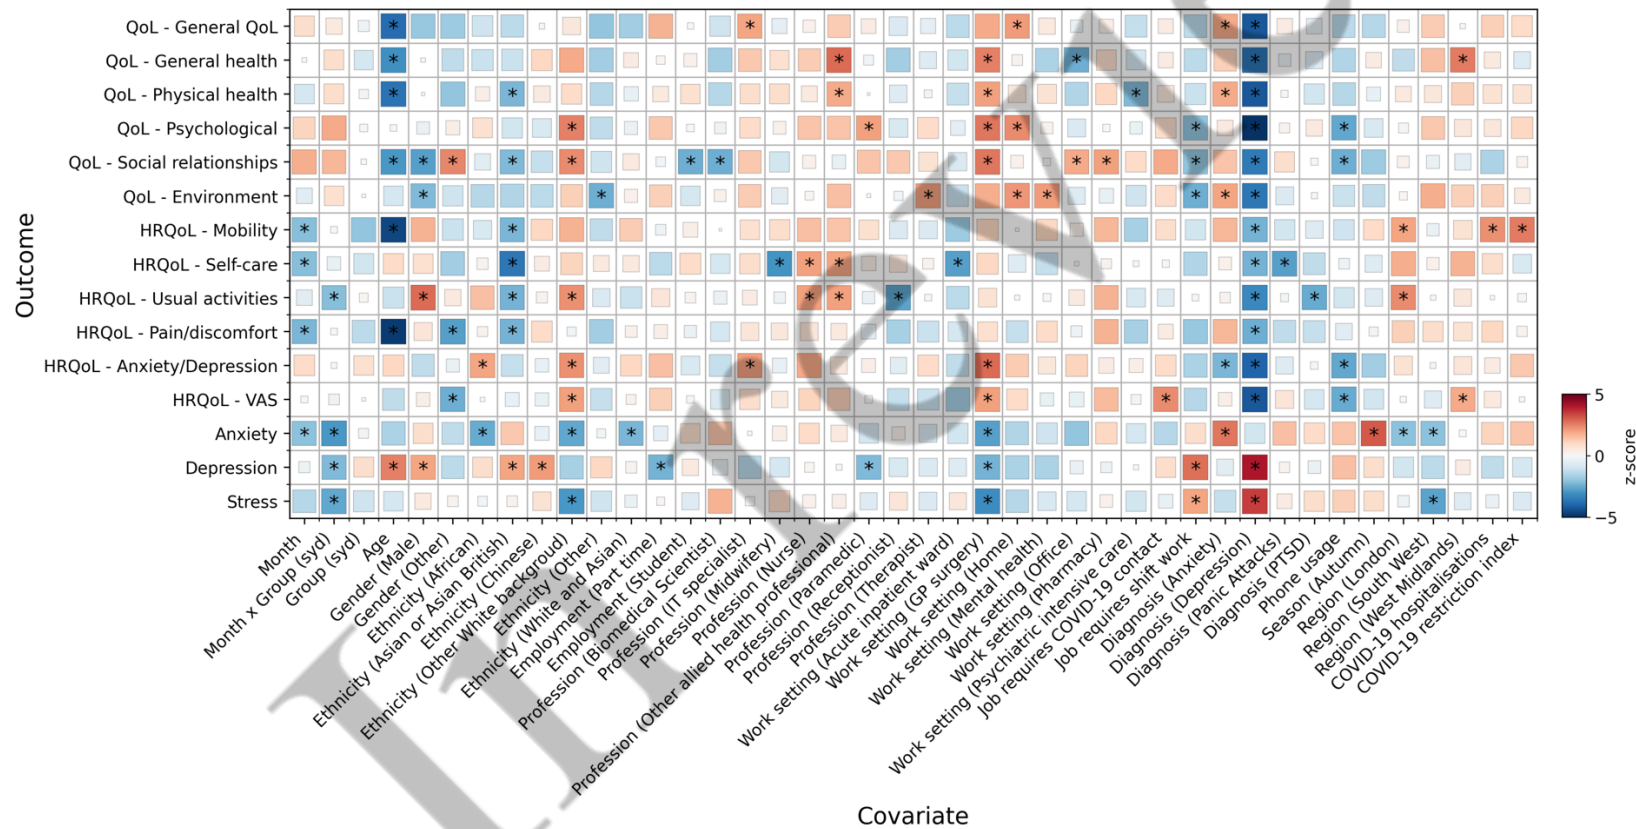 Outcome
QoL - General QoL
QoL - General health
QoL - Physical health
QoL - Psychological
QoL - Social relationships
QoL - Environment
HRQoL - Mobility
HRQoL - Self-care
HRQoL - Usual activities
HRQoL - Pain/discomfort
HRQoL - Anxiety/Depression
HRQoL - VAS
Anxiety
Depression
Stress
Month
Month x Group (syd)
Group (syd)
Age
Gender (Male)
Gender (Other)
Ethnicity (African)
Ethnicity (Asian or Asian British)
Ethnicity (Chinese)
Ethnicity (Other White background)
Ethnicity (Other)
Ethnicity (White and Asian)
Employment (Part time)
Employment (Student)
Profession (Biomedical Scientist)
Profession (IT specialist)
Profession (Midwifery)
Profession (Nurse)
Profession (Other allied health professional)
Profession (Paramedic)
Profession (Receptionist)
Profession (Therapist)
Work setting (Acute inpatient ward)
Work setting (GP surgery)
Work setting (Home)
Work setting (Mental health)
Work setting (Office)
Work setting (Pharmacy)
Work setting (Psychiatric intensive care)
Job requires COVID-19 contact
Job requires shift work
Diagnosis (Anxiety)
Diagnosis (Depression)
Diagnosis (Panic Attacks)
Diagnosis (PTSD)
Phone usage
Season (Autumn)
Region (London)
Region (South West)
Region (West Midlands)
COVID-19 hospitalisations
COVID-19 restriction index
Covariate
5
0
−5
z-score
In rev